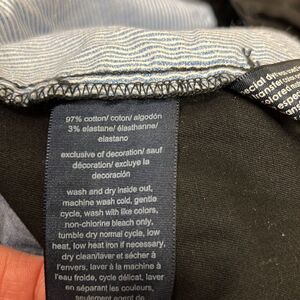 97% cotton/ coton/ algodón
3% elastane/ élasthanne/
elastano
exclusive of decoration/ sauf
décoration/ excluye la
decoración
wash and dry inside out,
machine wash cold, gentle
cycle, wash with like colors,
non-chlorine bleach only,
tumble dry normal cycle, low
heat, low heat iron if necessary,
dry clean/laver et sécher à
l'envers, laver à la machine à
l'eau froide, cycle délicat, laver
en couleurs
seulement agent de